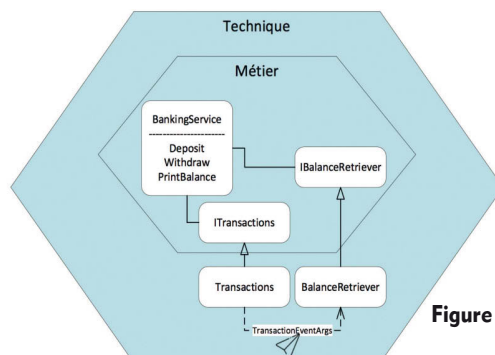 Technique
Métier
BankingService
Deposit
Withdraw
PrintBalance
IBalanceRetriever
ITransactions
Transactions
BalanceRetriever
TransactionEventArgs
Figure